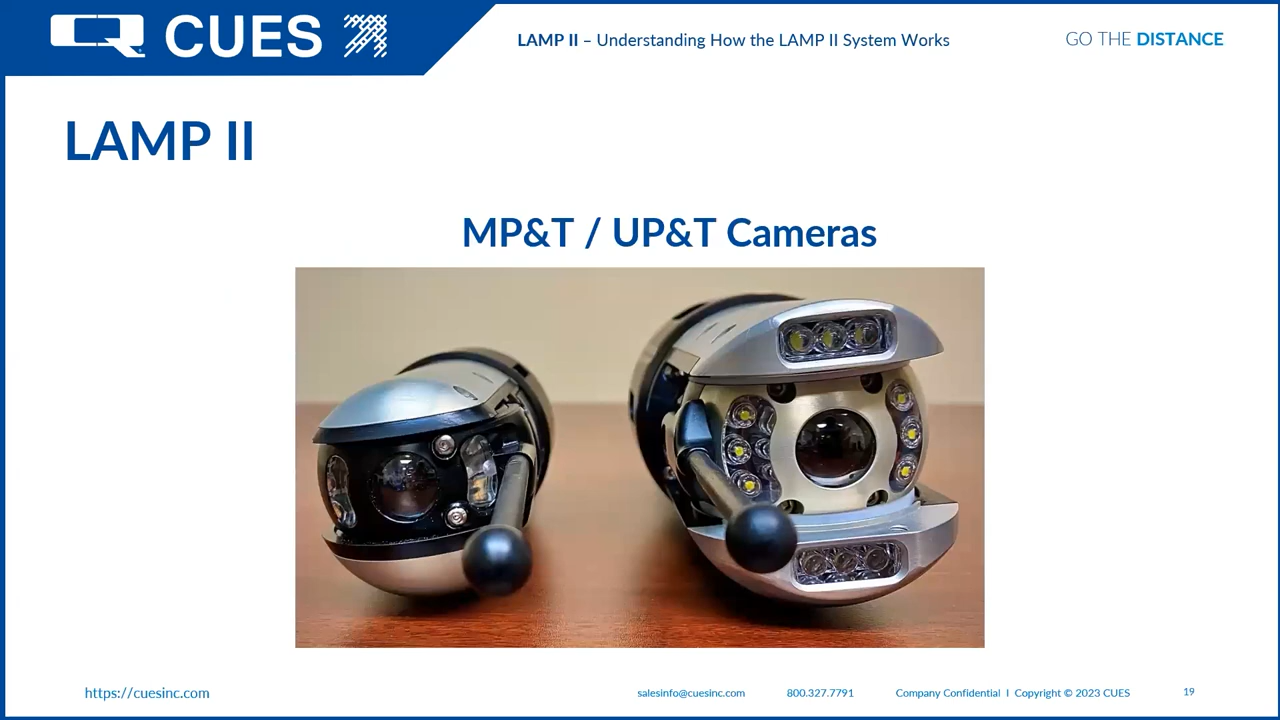 CUES
LAMP II – Understanding How the LAMP II System Works
GO THE DISTANCE
LAMP II
MP&T / UP&T Cameras
https://cuesinc.com
salesinfo@cuesinc.com
800.327.7791
Company Confidential I Copyright © 2023 CUES
19